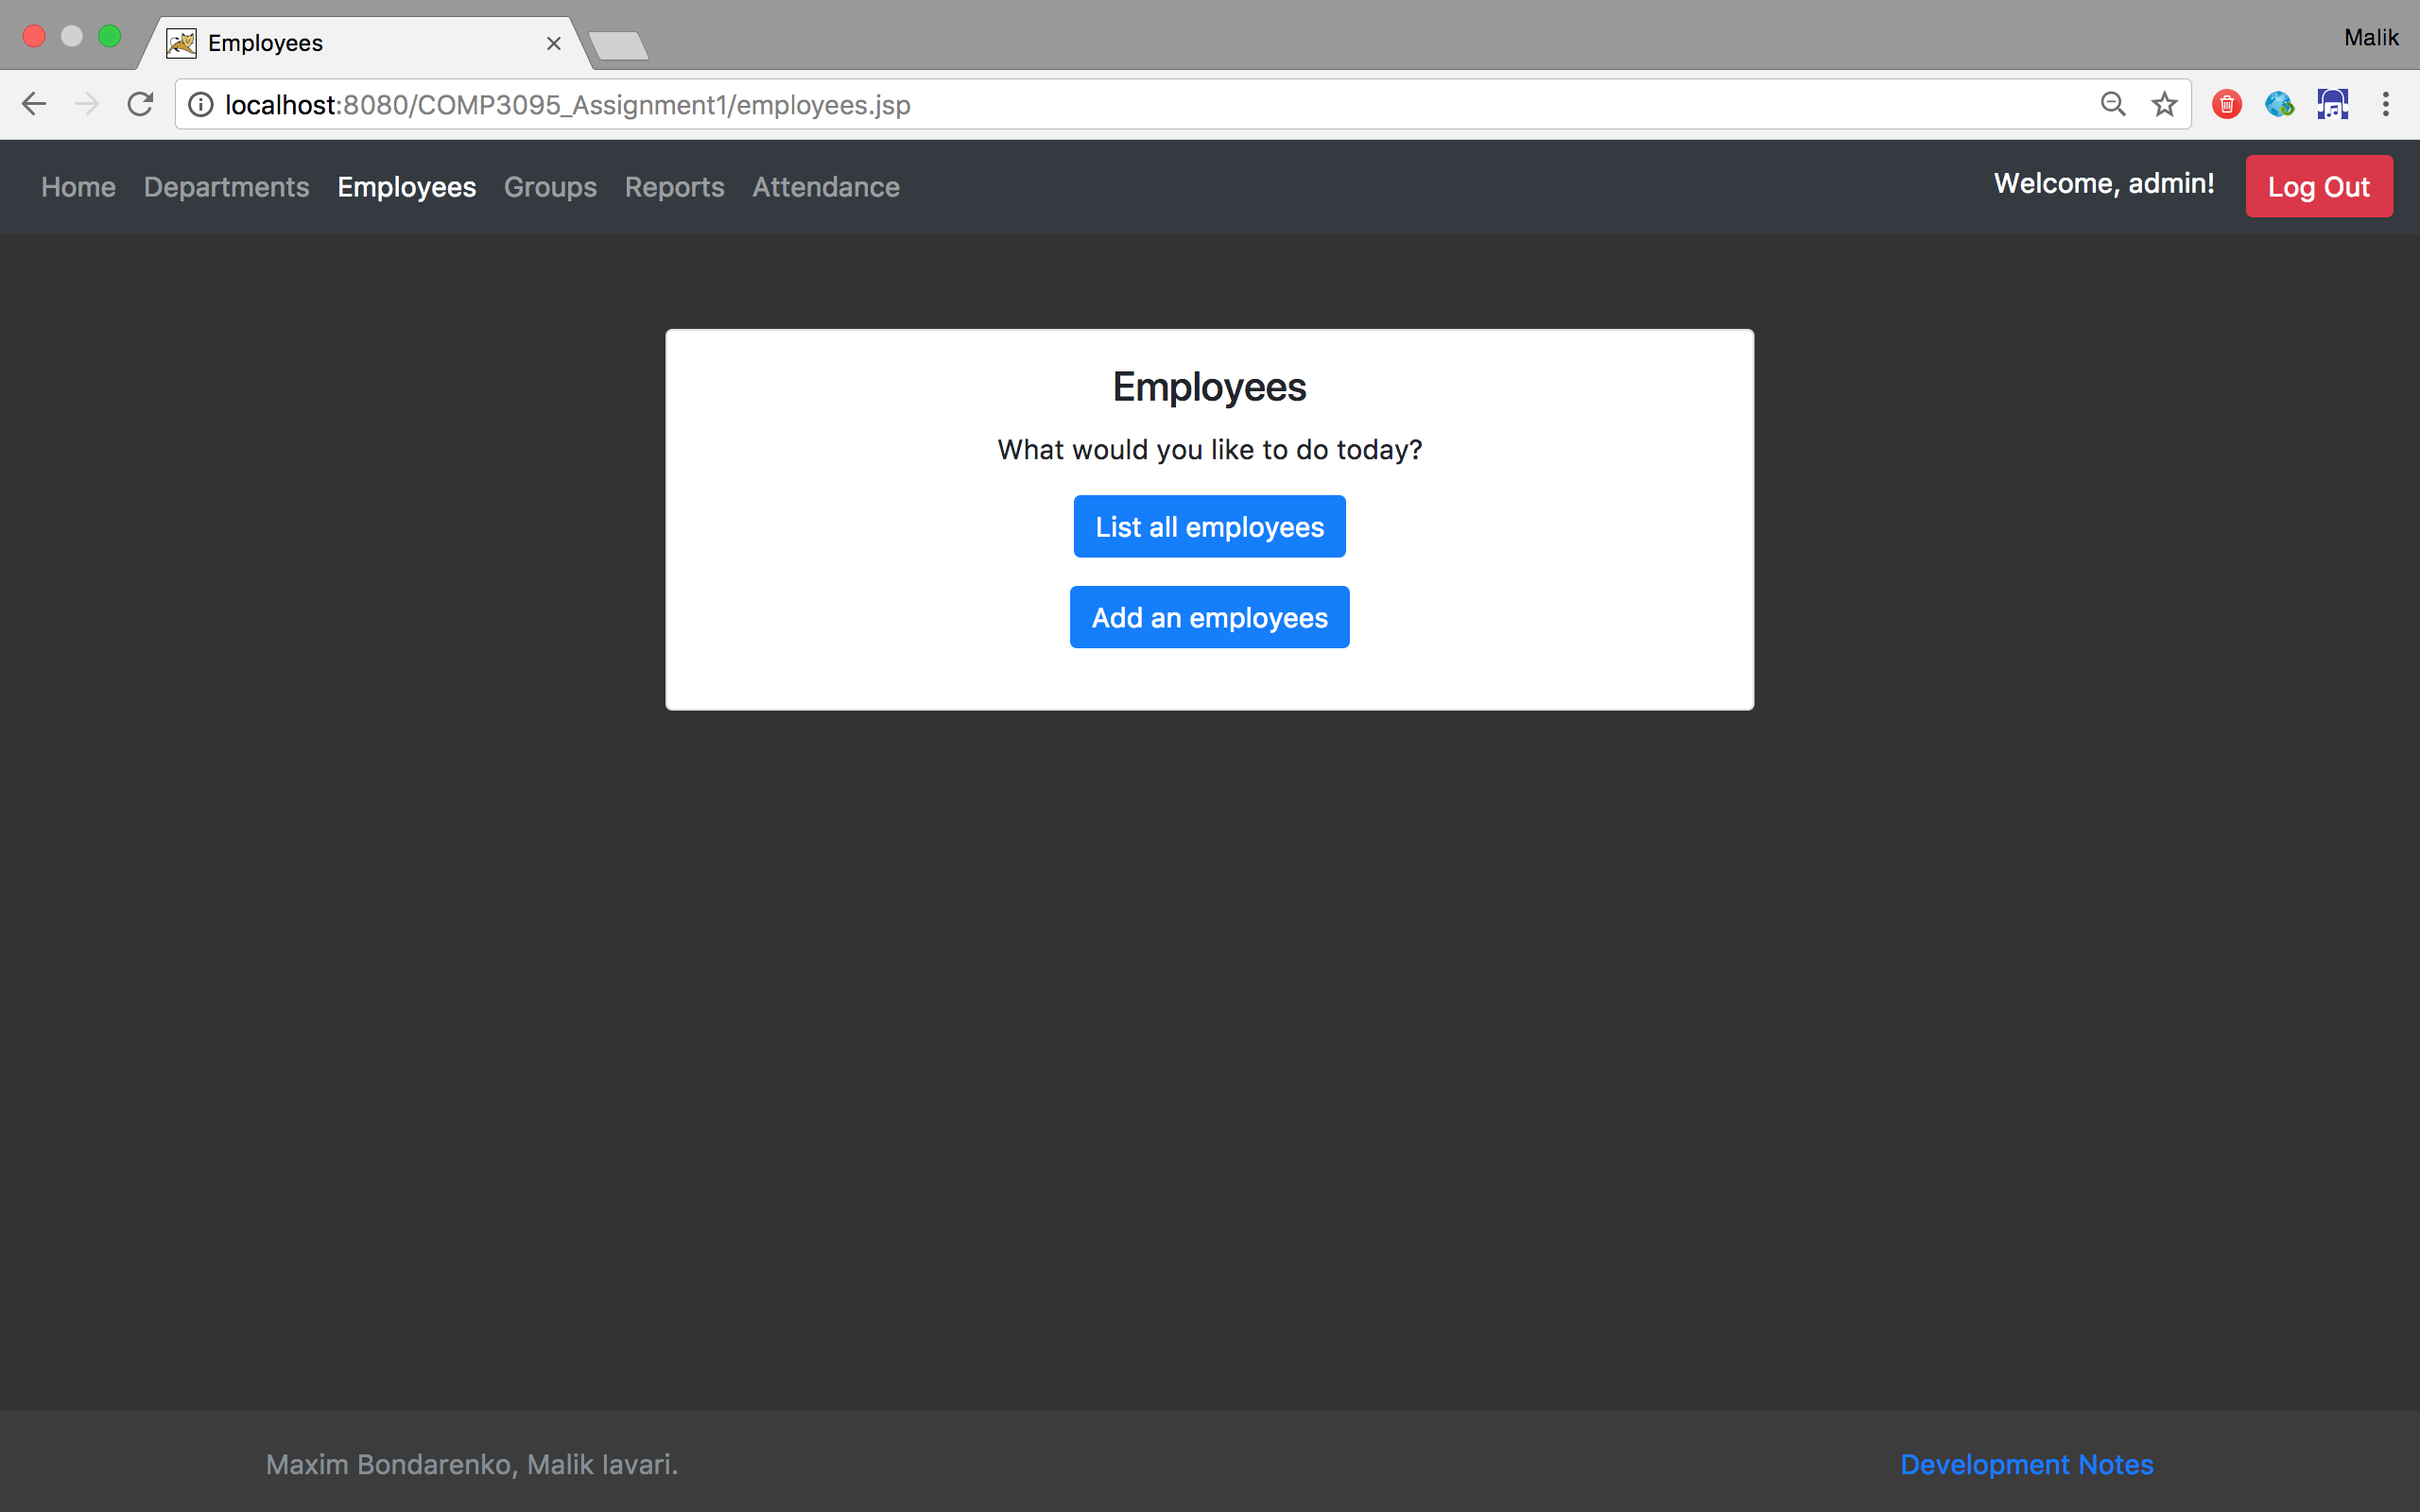 Employees
Malik
localhost:8080/COMP3095_Assignment1/employees.jsp
Home Departments Employees Groups Reports Attendance Welcome, admin! Log Out
Employees
What would you like to do today?
List all employees
Add an employees
Maxim Bondarenko, Malik Iavari. Development Notes